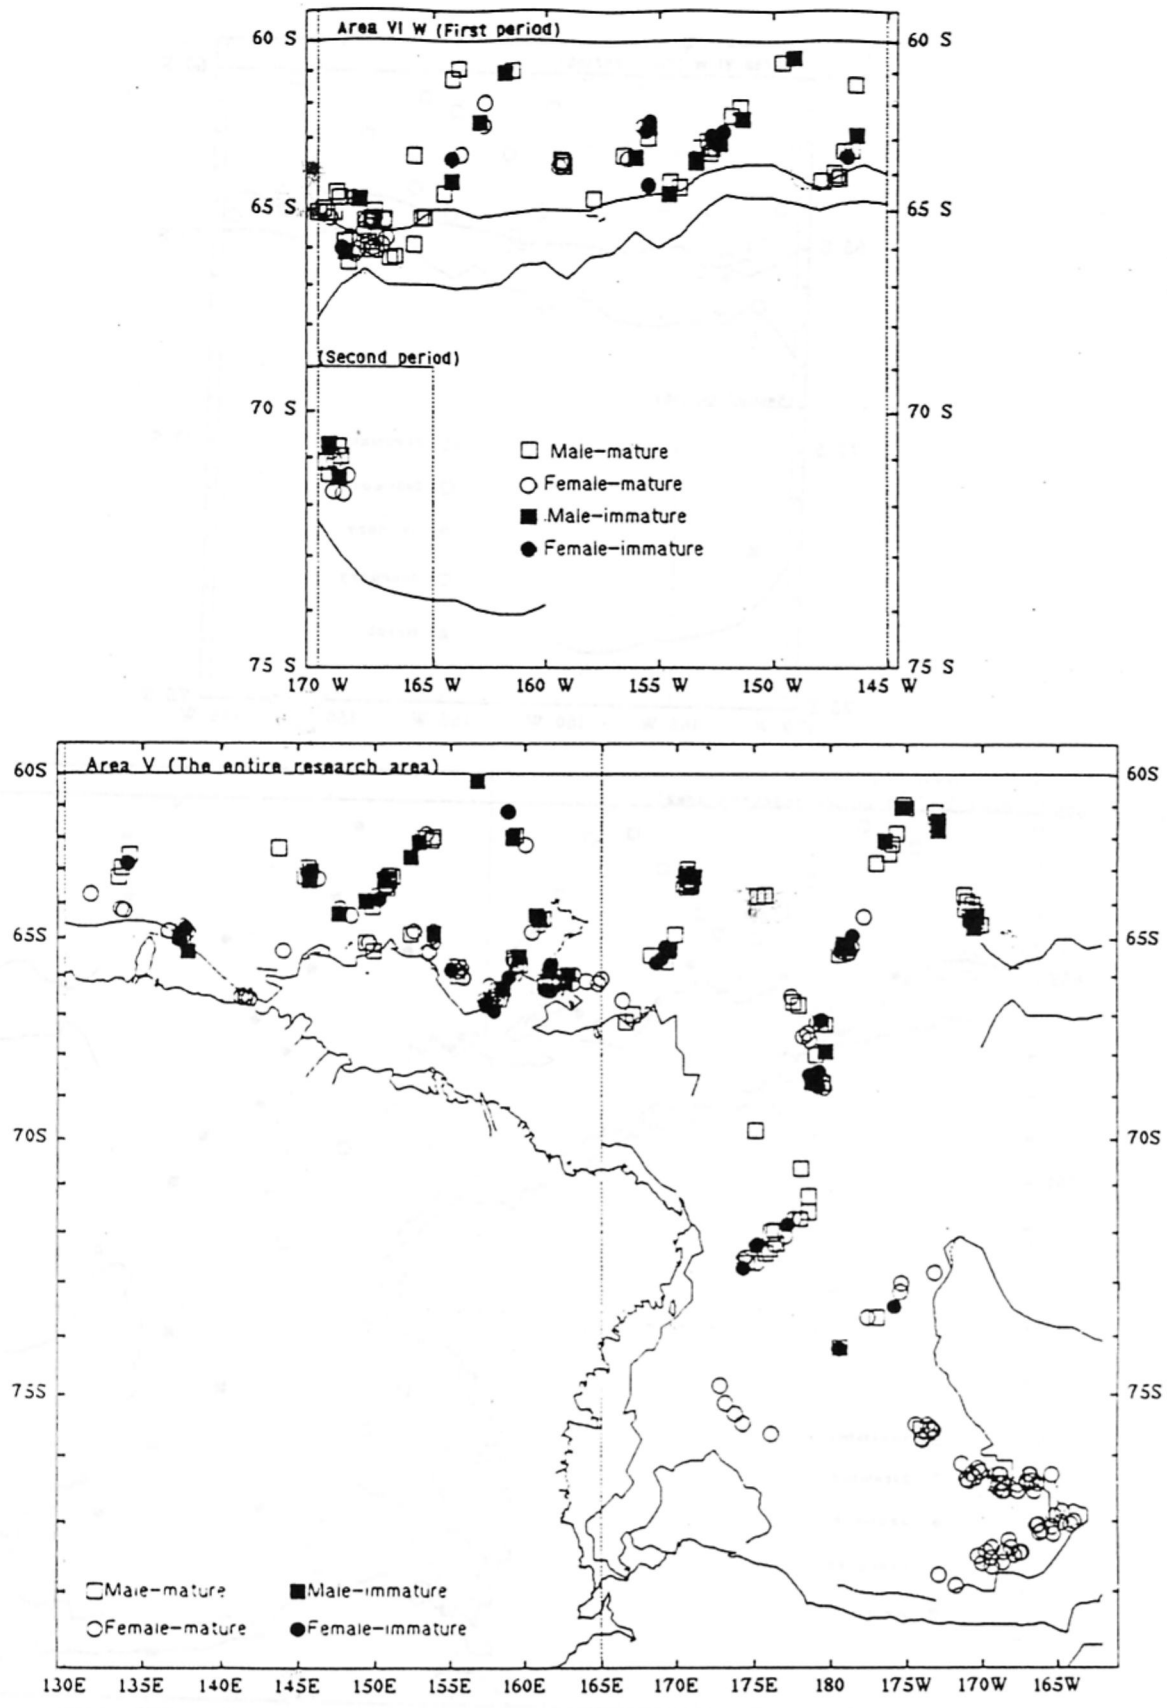 Area VI W (First period)
60 S 60 S
65 S 65 S
(Second period)
70 S 70 S
Male-mature
Female-mature
Male-immature
Female-immature
75 S 75 S
170 W 165 W 160 W 155 W 150 W 145 W
Area V (The entire research area)
60S 60S
65S 65S
70S 70S
75S 75S
Male-mature Male-immature
Female-mature Female-immature
130E 135E 140E 145E 150E 155E 160E 165E 170E 175E 180 175W 170W 165W